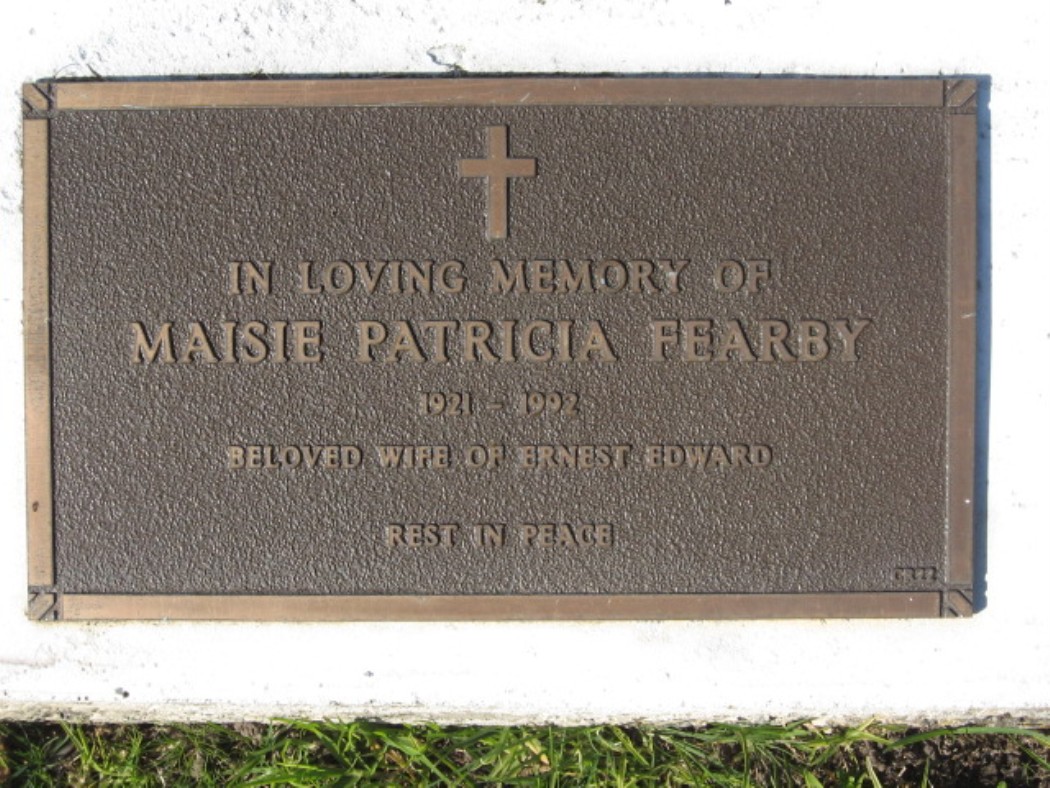 IN LOVING MEMORY OF
MAISIE PATRICIA FEARBY
1921 - 1992
BELOVED WIFE OF ERNEST EDWARD
REST IN PEACE